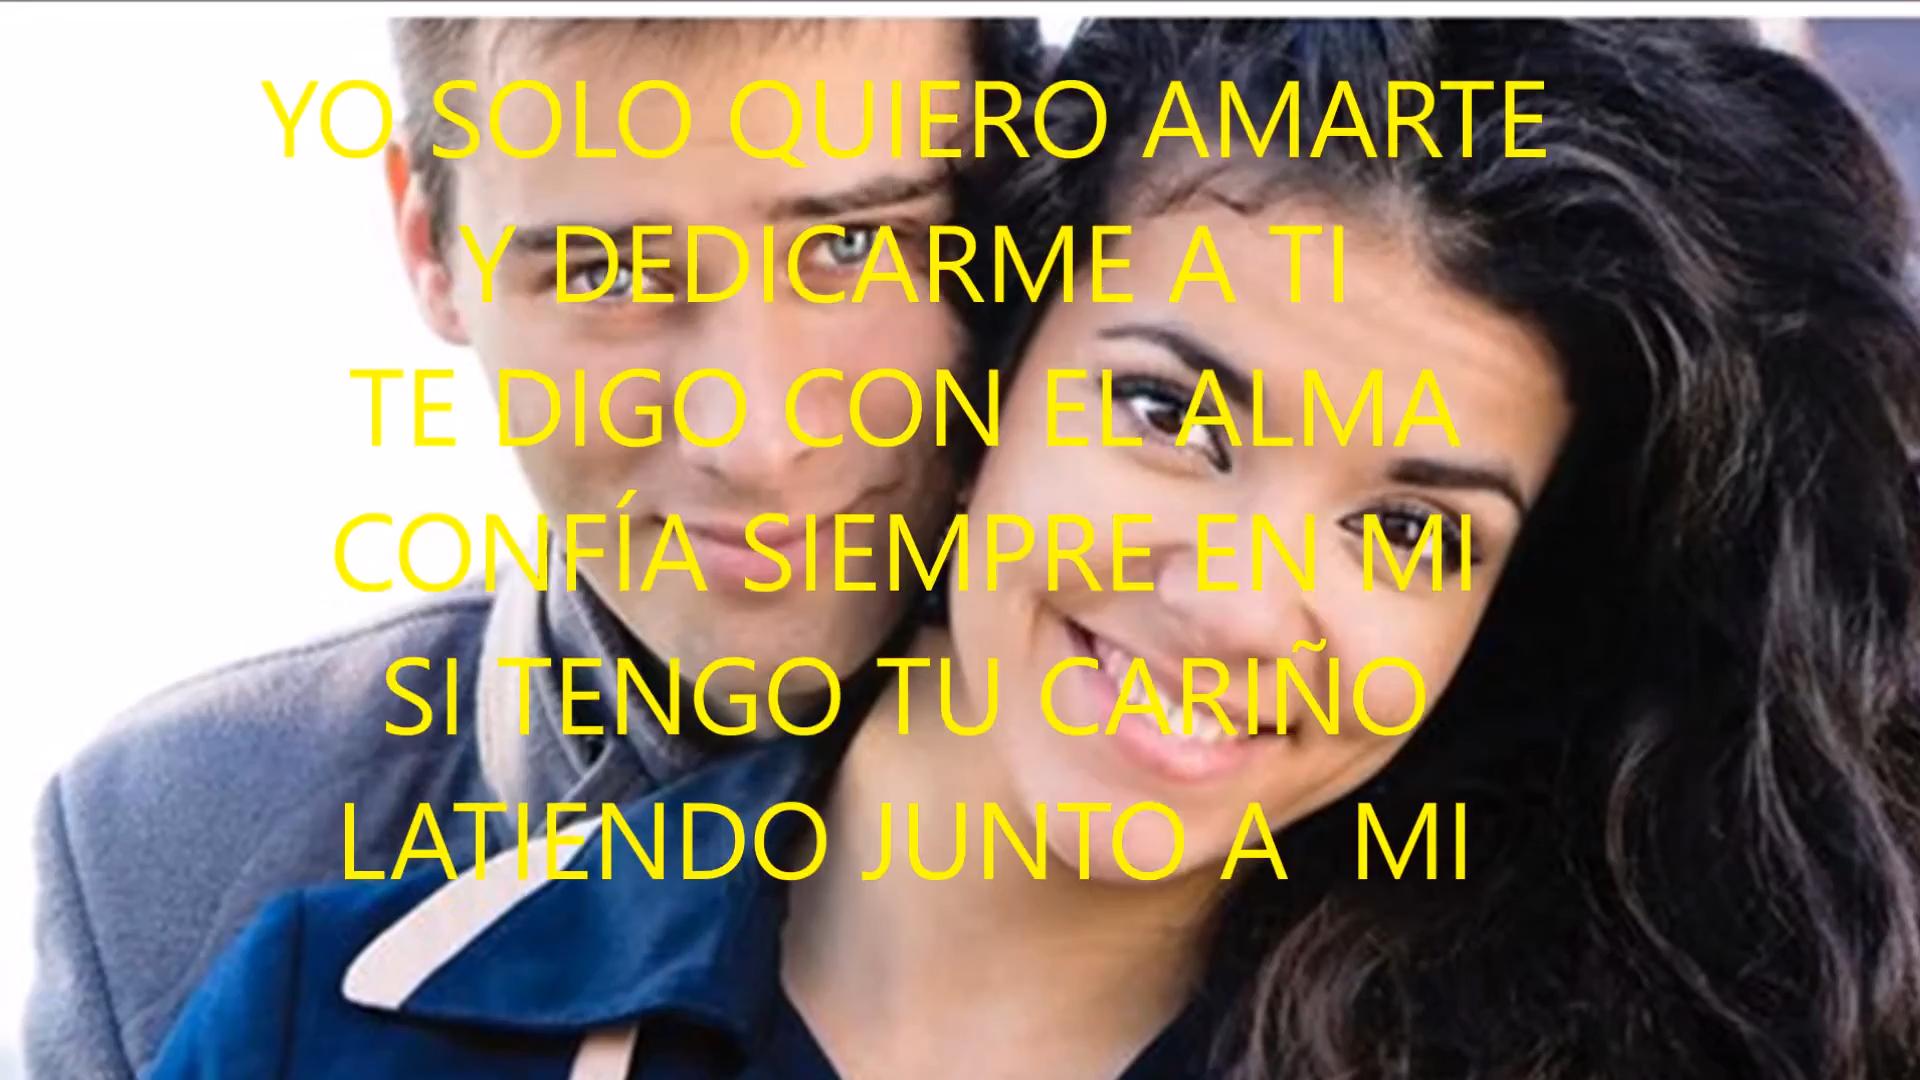 YO SOLO QUIERO AMARTE
Y DEDICARME A TI
TE DIGO CON EL ALMA
CONFÍA SIEMPRE EN MI
SI TENGO TU CARIÑO
LATIENDO JUNTO A  MI